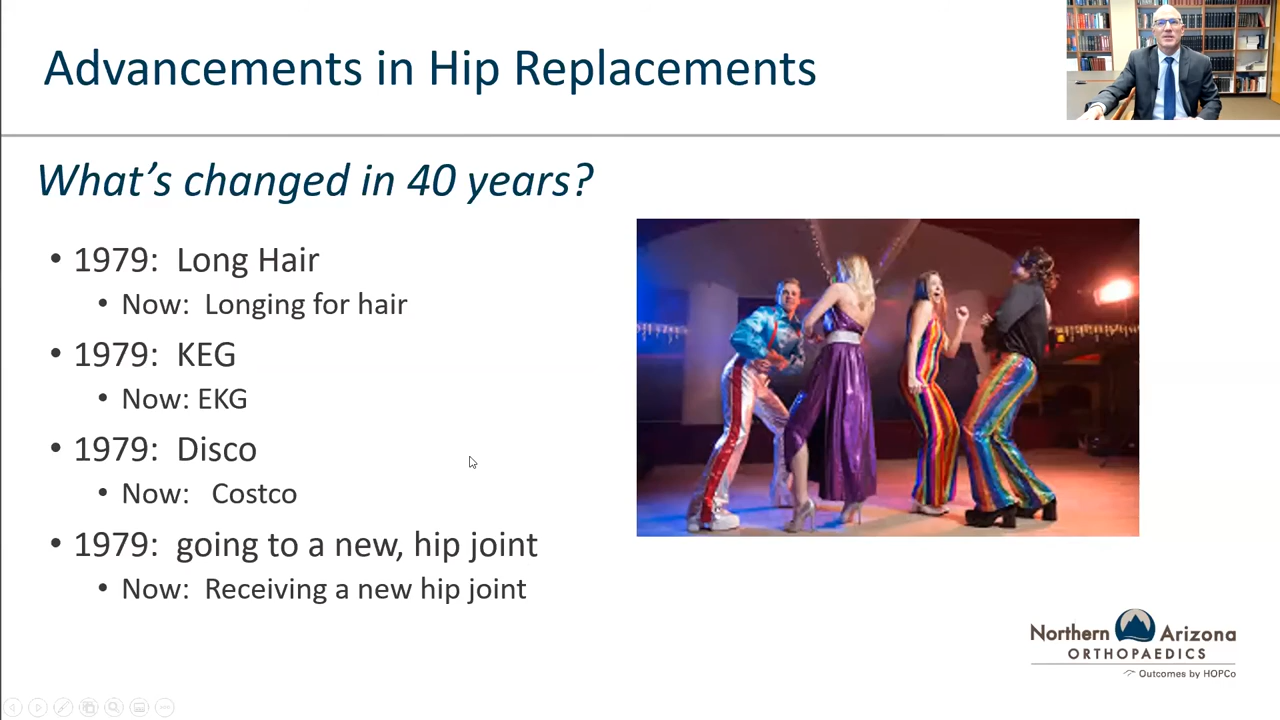 Advancements in Hip Replacements
What's changed in 40 years?
• 1979: Long Hair
• Now: Longing for hair
• 1979: KEG
• Now: EKG
• 1979: Disco
• Now: Costco
• 1979: going to a new, hip joint
• Now: Receiving a new hip joint
Northern Arizona
ORTHOPAEDICS
Outcomes by HOPCo